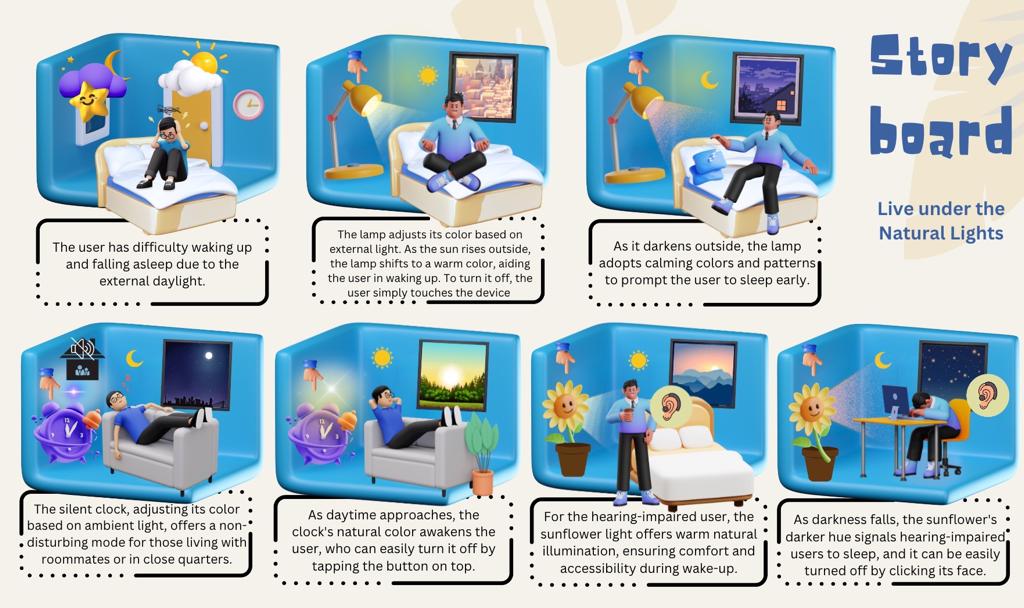 Story
board
Live under the
Natural Lights
The user has difficulty waking up
and falling asleep due to the
external daylight.
The lamp adjusts its color based on
external light. As the sun rises outside,
the lamp shifts to a warm color, aiding
the user in waking up. To turn it off, the
user simply touches the device
As it darkens outside, the lamp
adopts calming colors and patterns
to prompt the user to sleep early.
The silent clock, adjusting its color
based on ambient light, offers a non-
disturbing mode for those living with
roommates or in close quarters.
As daytime approaches, the
clock's natural color awakens the
user, who can easily turn it off by
tapping the button on top.
For the hearing-impaired user, the
sunflower light offers warm natural
illumination, ensuring comfort and
accessibility during wake-up.
As darkness falls, the sunflower's
darker hue signals hearing-impaired
users to sleep, and it can be easily
turned off by clicking its face.